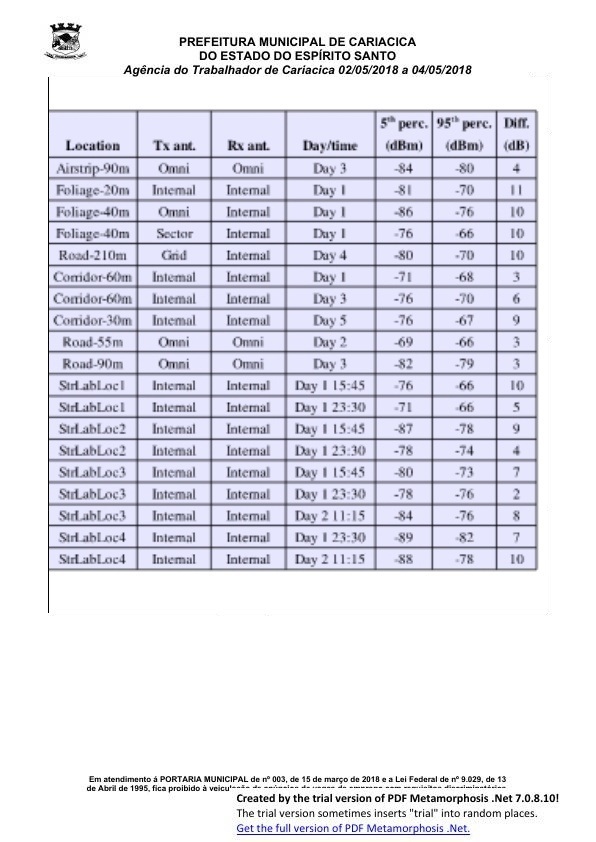 PREFEITURA MUNICIPAL DE CARIACICA
DO ESTADO DO ESPÍRITO SANTO
Agência do Trabalhador de Cariacica 02/05/2018 a 04/05/2018
Location Tx ant. Rx ant. Day/time 5th perc. (dBm) 95th perc. (dBm) Diff. (dB)
Airstrip-90m Omni Omni Day 3 -84 -80 4
Foliage-20m Internal Internal Day 1 -81 -70 11
Foliage-40m Omni Internal Day 1 -86 -76 10
Foliage-40m Sector Internal Day 1 -76 -66 10
Road-210m Grid Internal Day 4 -80 -70 10
Corridor-60m Internal Internal Day 1 -71 -68 3
Corridor-60m Internal Internal Day 3 -76 -70 6
Corridor-30m Internal Internal Day 5 -76 -67 9
Road-55m Omni Omni Day 2 -69 -66 3
Road-90m Omni Omni Day 3 -82 -79 3
StrLabLoc1 Internal Internal Day 1 15:45 -76 -66 10
StrLabLoc1 Internal Internal Day 1 23:30 -71 -66 5
StrLabLoc2 Internal Internal Day 1 15:45 -87 -78 9
StrLabLoc2 Internal Internal Day 1 23:30 -78 -74 4
StrLabLoc3 Internal Internal Day 1 15:45 -80 -73 7
StrLabLoc3 Internal Internal Day 1 23:30 -78 -76 2
StrLabLoc3 Internal Internal Day 2 11:15 -84 -76 8
StrLabLoc4 Internal Internal Day 1 23:30 -89 -82 7
StrLabLoc4 Internal Internal Day 2 11:15 -88 -78 10
Em atendimento á PORTARIA MUNICIPAL de nº 003, de 15 de março de 2018 e a Lei Federal de nº 9.029, de 13
de Abril de 1995, fica proibido à
Created by the trial version of PDF Metamorphosis .Net 7.0.8.10!
The trial version sometimes inserts "trial" into random places.
Get the full version of PDF Metamorphosis .Net.